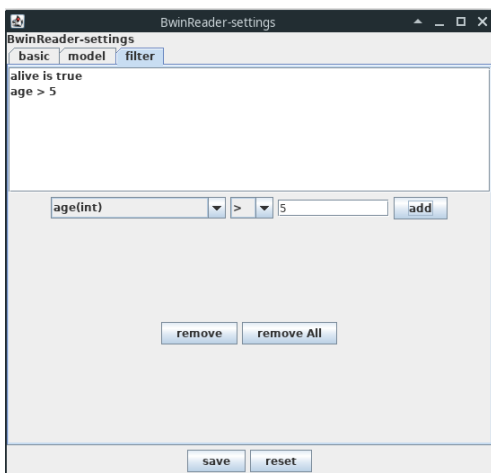 BwinReader-settings
BwinReader-settings
basic model filter
alive is true
age > 5
age(int) > 5 add
remove remove All
save reset